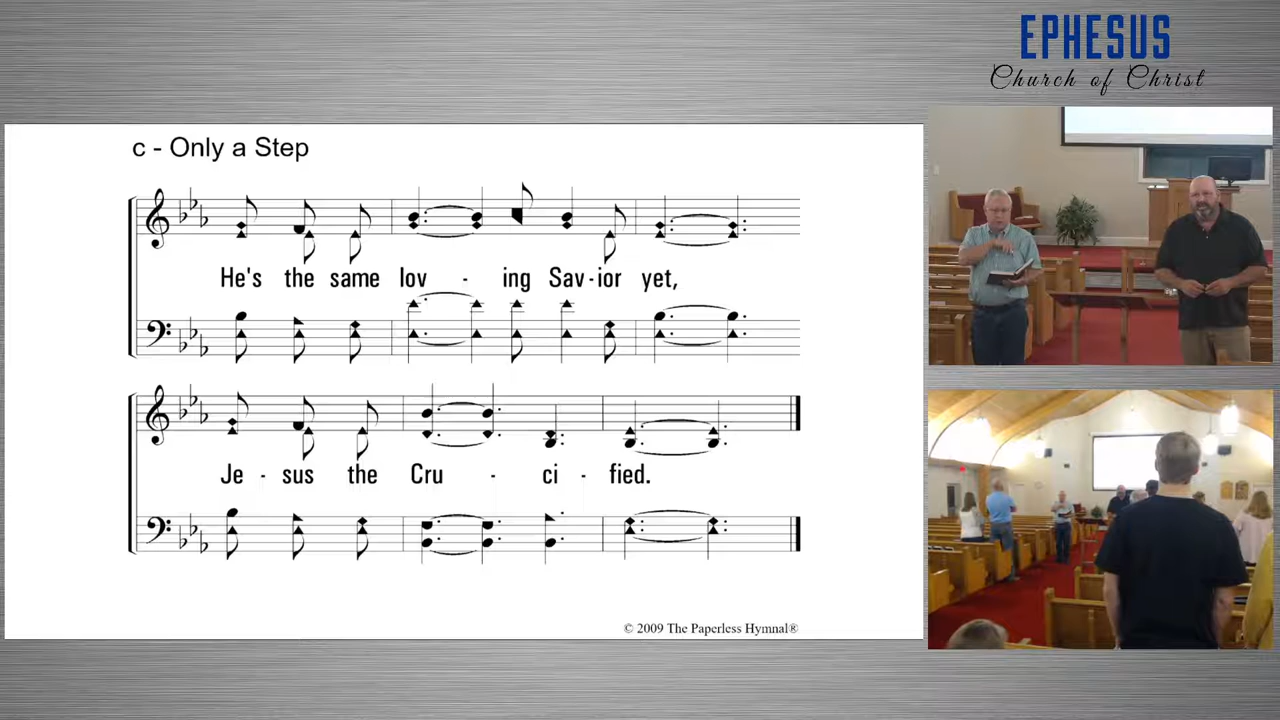 EPHESUS
Church of Christ
c - Only a Step
He's the same lov - ing Sav - ior yet,
Je - sus the Cru - ci - fied.
© 2009 The Paperless Hymnal®